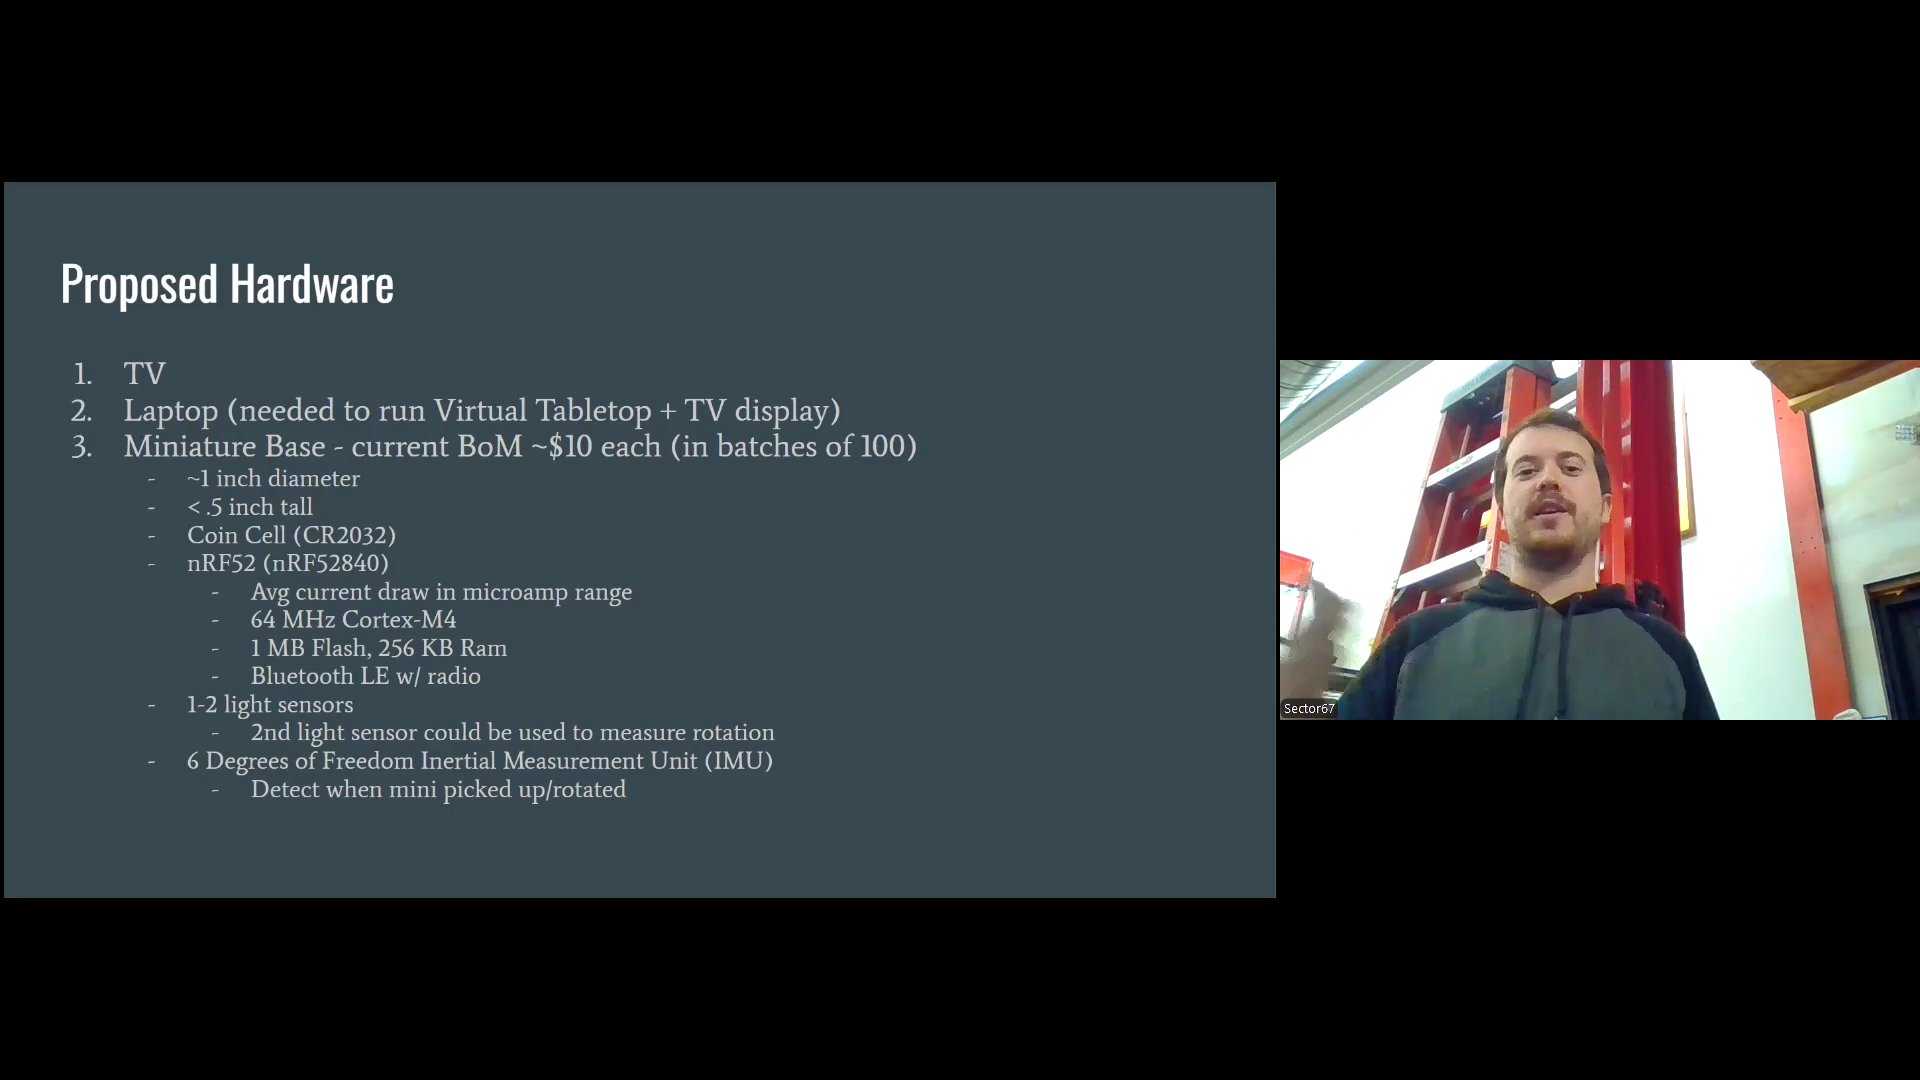 Proposed Hardware
1. TV
2. Laptop (needed to run Virtual Tabletop + TV display)
3. Miniature Base - current BoM ~$10 each (in batches of 100)
- ~1 inch diameter
- < .5 inch tall
- Coin Cell (CR2032)
- nRF52 (nRF52840)
- Avg current draw in microamp range
- 64 MHz Cortex-M4
- 1 MB Flash, 256 KB Ram
- Bluetooth LE w/ radio
- 1-2 light sensors
- 2nd light sensor could be used to measure rotation
- 6 Degrees of Freedom Inertial Measurement Unit (IMU)
- Detect when mini picked up/rotated
Sector67